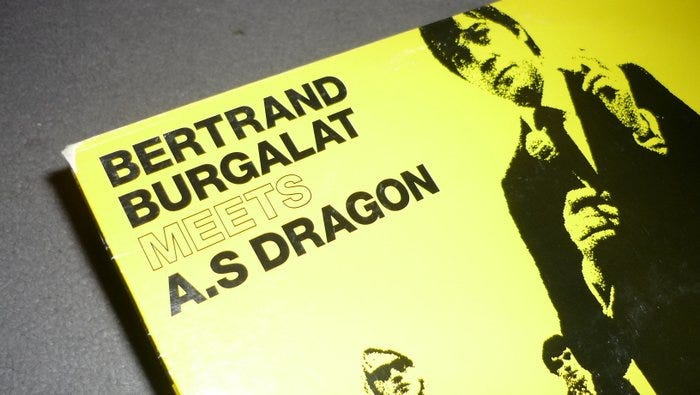 BERTRAND
BURGALAT
MEETS
A.S DRAGON